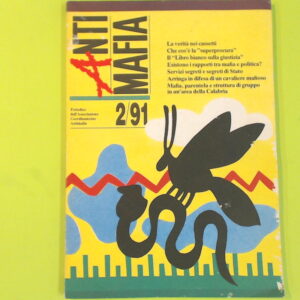 ANTI
MAFIA
2/91
Periodico
dell'Associazione
Coordinamento
Antimafia
La verità nei cassetti
Che cos'è la "superprocura"
Il "Libro bianco sulla giustizia"
Esistono i rapporti tra mafia e politica?
Servizi segreti e segreti di Stato
Arringa in difesa di un cavaliere mafioso
Mafia, parentela e struttura di gruppo
in un'area della Calabria